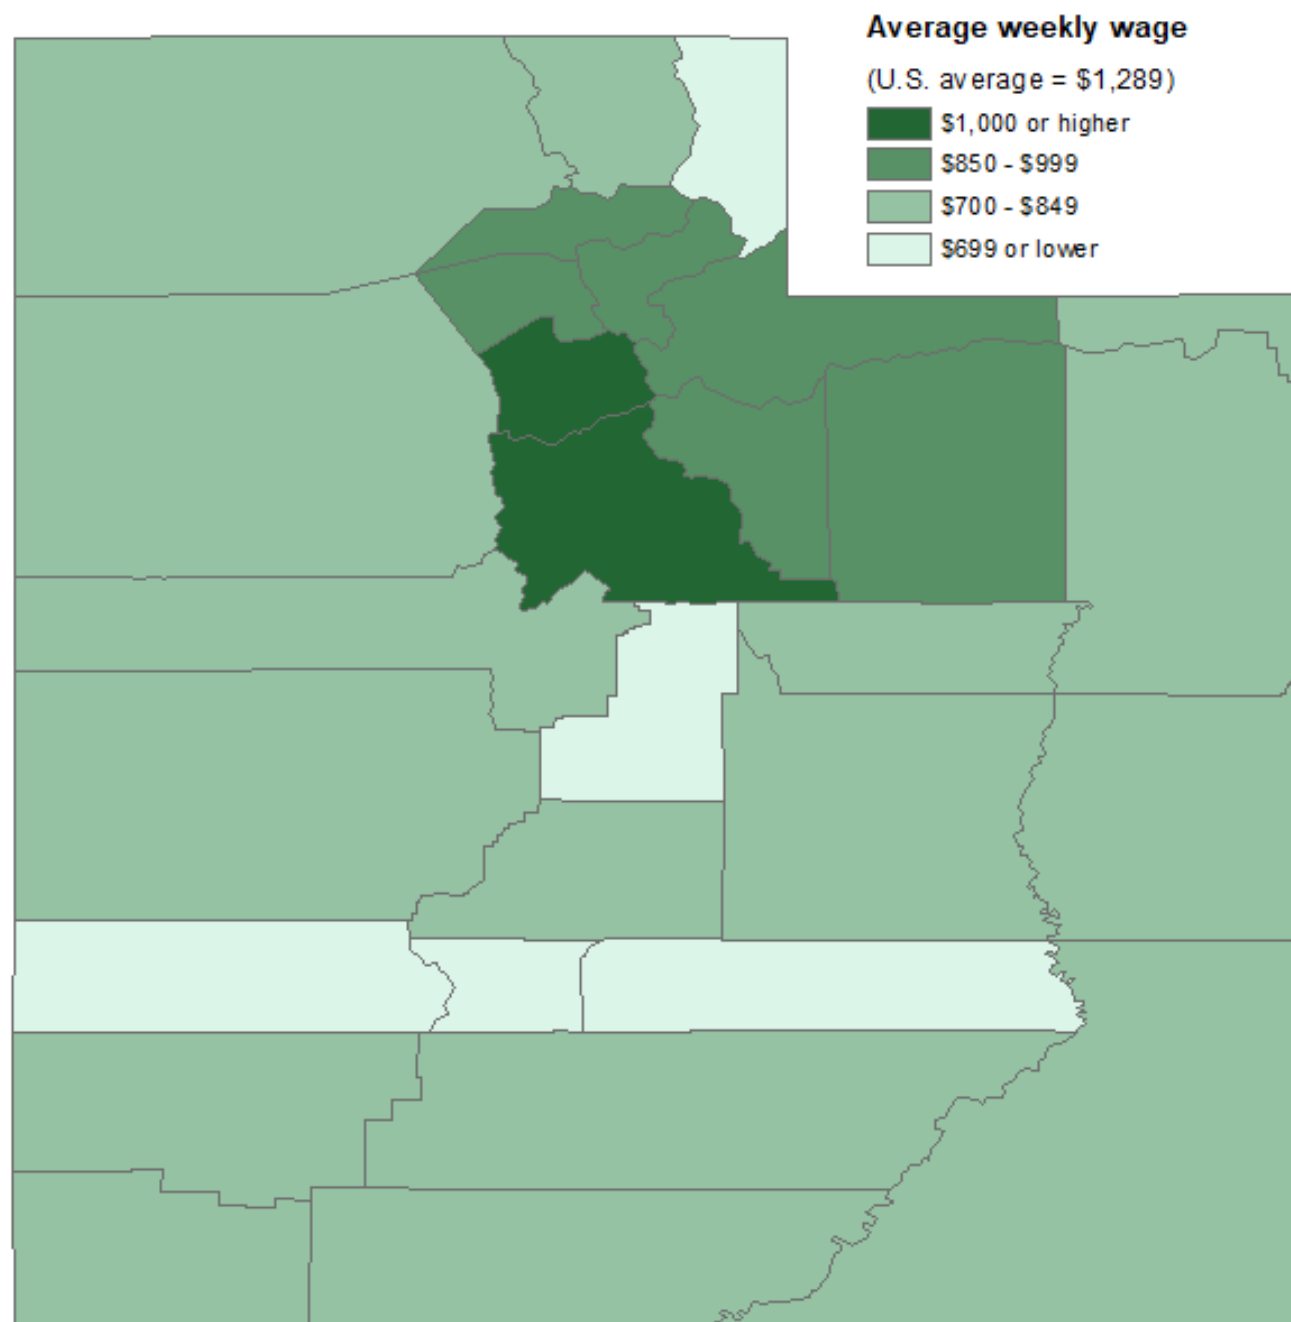 Average weekly wage
(U.S. average = $1,289)
$1,000 or higher
$850 - $999
$700 - $849
$699 or lower